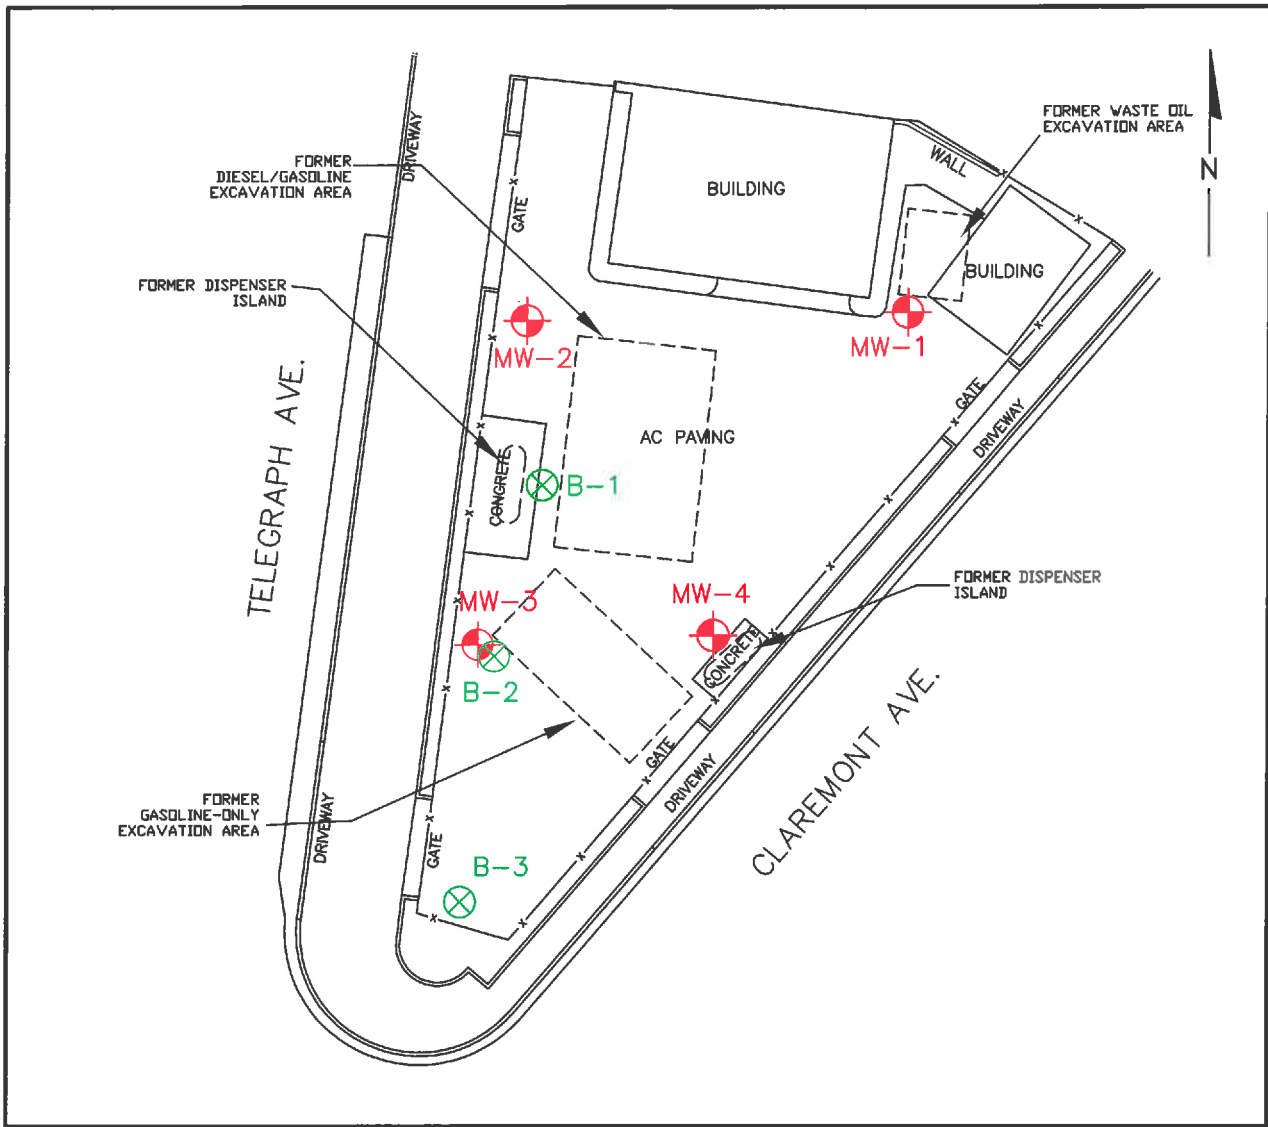 FORMER WASTE OIL
EXCAVATION AREA
DRIVEWAY
WALL
N
FORMER
DIESEL/GASOLINE
EXCAVATION AREA
BUILDING
GATE
BUILDING
FORMER DISPENSER
ISLAND
MW-2
MW-1
TELEGRAPH AVE.
GATE
DRIVEWAY
AC PAVING
CONCRETE
B-1
FORMER DISPENSER
ISLAND
MW-3
MW-4
CONCRETE
B-2
CLAREMONT AVE.
GATE
DRIVEWAY
FORMER
GASOLINE-ONLY
EXCAVATION AREA
DRIVEWAY
GATE
B-3